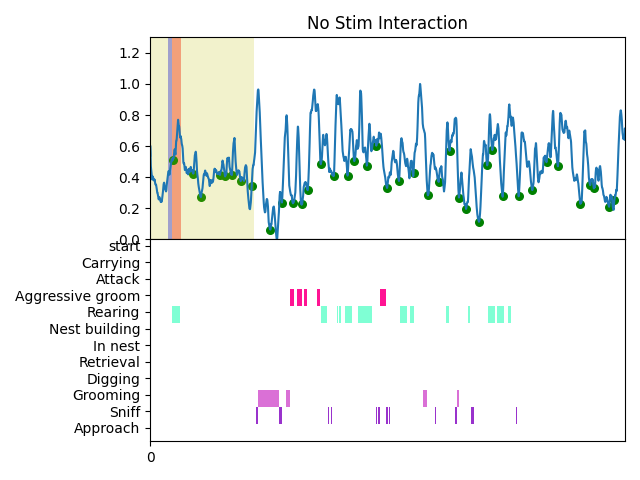 No Stim Interaction
1.2
1.0
0.8
0.6
0.4
0.2
0.0
start
Carrying
Attack
Aggressive groom
Rearing
Nest building
In nest
Retrieval
Digging
Grooming
Sniff
Approach
0